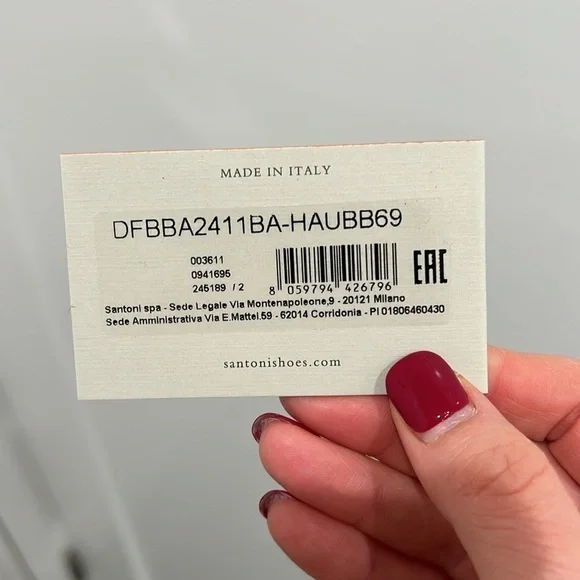 MADE IN ITALY
DFBBA2411BA-HAUBB69
003611
0941695
245189 / 2
8 059794 426796
EAC
Santoni spa - Sede Legale Via Montenapoleone,9 - 20121 Milano
Sede Amministrativa Via E.Mattei.59 - 62014 Corridonia - PI 01806460430
santonishoes.com